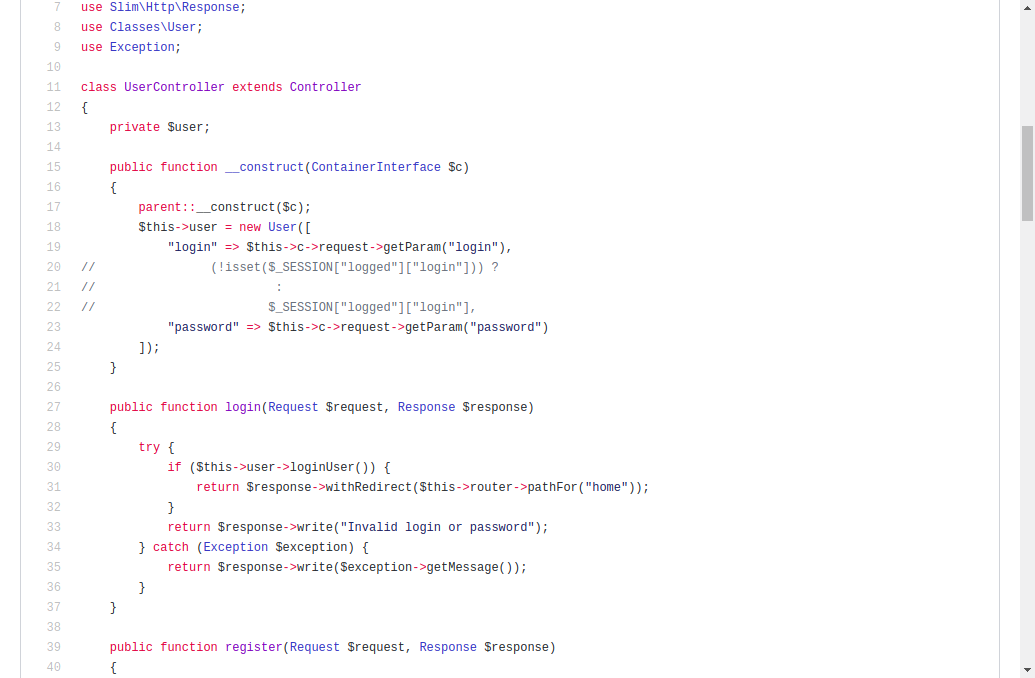 7 use Slim\Http\Response;
8 use Classes\User;
9 use Exception;
10
11 class UserController extends Controller
12 {
13     private $user;
14
15     public function __construct(ContainerInterface $c)
16     {
17         parent::__construct($c);
18         $this->user = new User([
19             "login" => $this->c->request->getParam("login"),
20 //                (!isset($_SESSION["logged"]["login"])) ?
21 //                         :
22 //                        $_SESSION["logged"]["login"],
23             "password" => $this->c->request->getParam("password")
24         ]);
25     }
26
27     public function login(Request $request, Response $response)
28     {
29         try {
30             if ($this->user->loginUser()) {
31                 return $response->withRedirect($this->router->pathFor("home"));
32             }
33             return $response->write("Invalid login or password");
34         } catch (Exception $exception) {
35             return $response->write($exception->getMessage());
36         }
37     }
38
39     public function register(Request $request, Response $response)
40     {